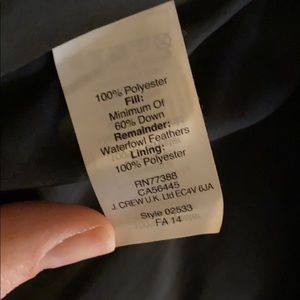 100% Polyester
Fill:
Minimum Of
60% Down
Remainder:
Waterfowl Feathers
Lining:
100% Polyester
RN77388
CA56445
J. CREW U.K. Ltd EC4V 6JA
Style 02533
FA 14